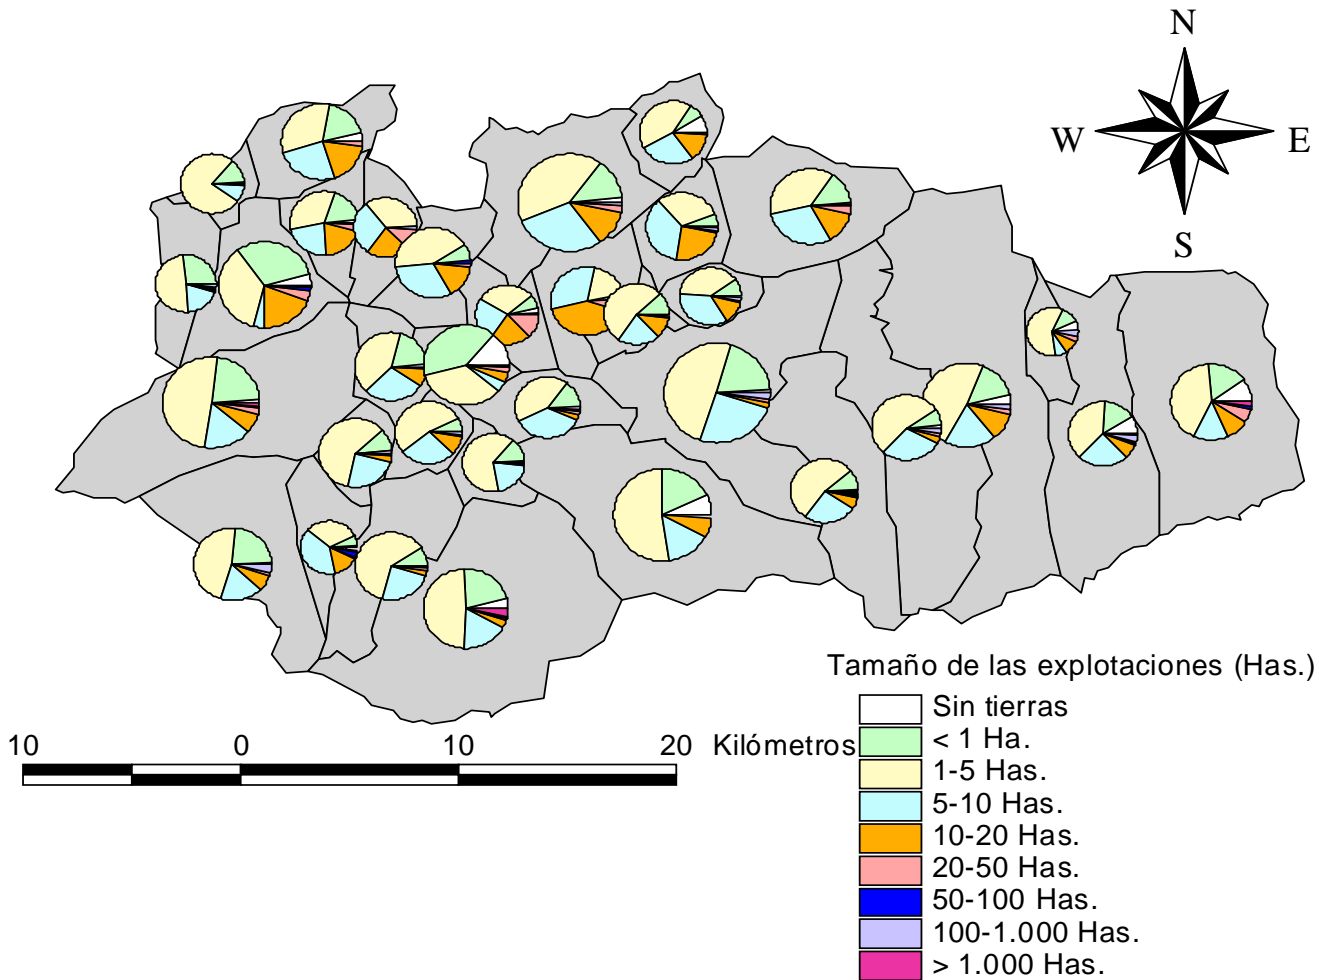 N
W E
S
Tamaño de las explotaciones (Has.)
Sin tierras
< 1 Ha.
1-5 Has.
5-10 Has.
10-20 Has.
20-50 Has.
50-100 Has.
100-1.000 Has.
> 1.000 Has.
10 0 10 20 Kilómetros